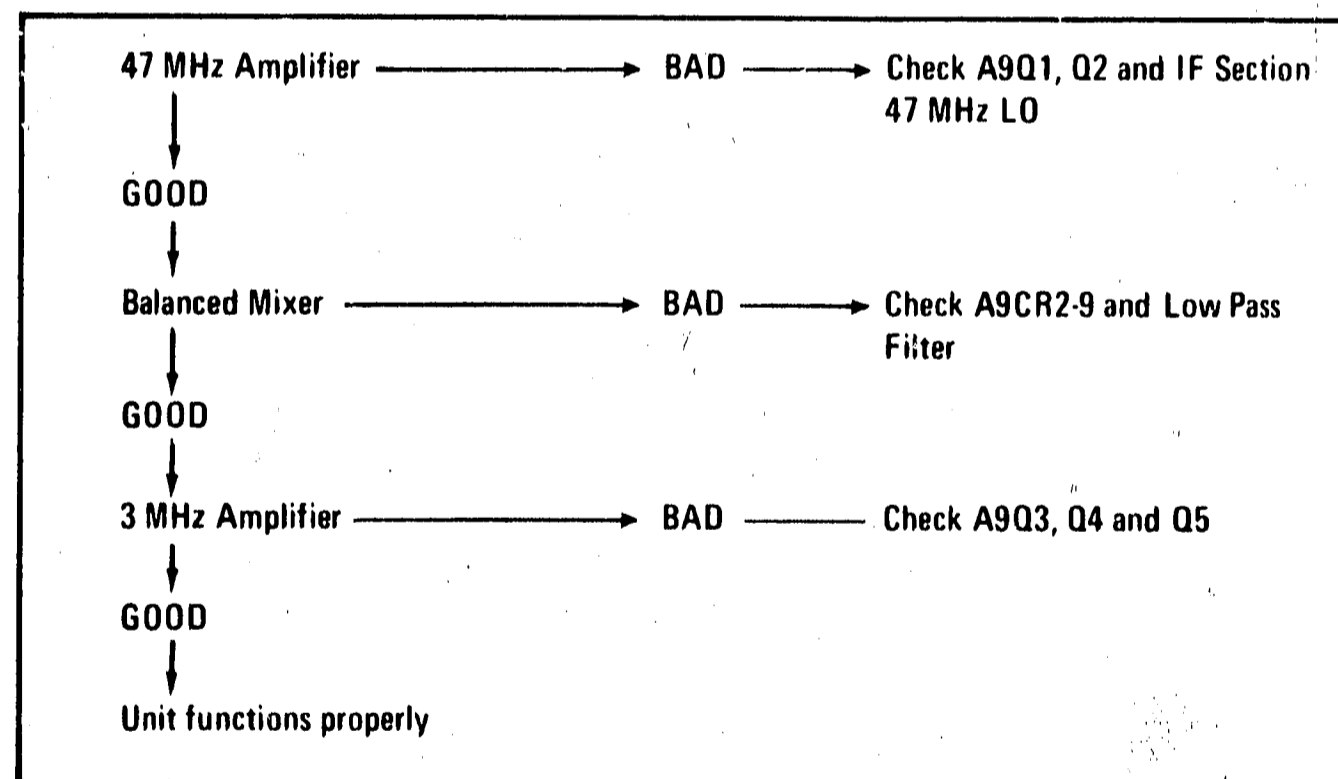 47 MHz Amplifier BAD Check A9Q1, Q2 and IF Section
47 MHz LO
GOOD
Balanced Mixer BAD Check A9CR2-9 and Low Pass
Filter
GOOD
3 MHz Amplifier BAD Check A9Q3, Q4 and Q5
GOOD
Unit functions properly